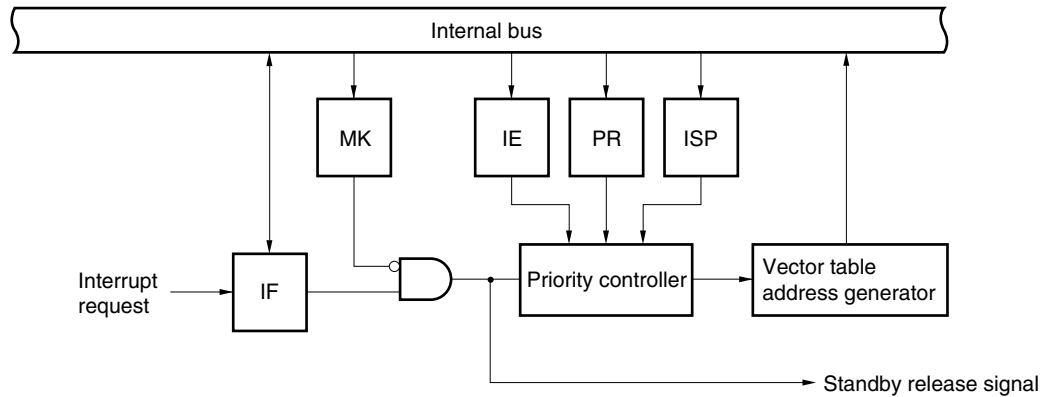 Internal bus
MK
IE
PR
ISP
Interrupt
request
IF
Priority controller
Vector table
address generator
Standby release signal